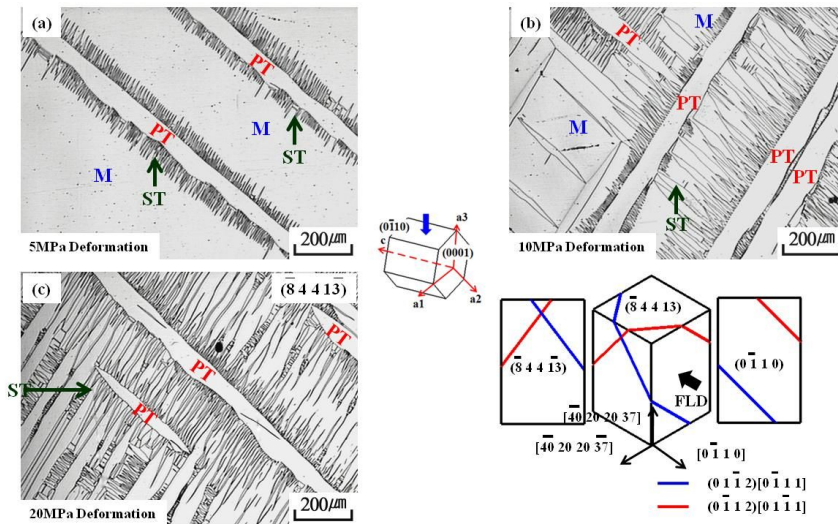 (a)
PT
PT
M
M
ST
ST
5MPa Deformation
200μm
(b)
PT
M
M
PT
PT
PT
ST
10MPa Deformation
200μm
(01̄10)
a3
c
(0001)
a1
a2
(c)
(8̄ 4 4 13̄)
PT
PT
ST
PT
20MPa Deformation
200μm
(8̄ 4 4 13)
(8̄ 4 4 13̄)
(0 1̄ 1 0)
FLD
[4̄0̄ 20 20 37]
[4̄0̄ 20 20 3̄7̄]
[0 1̄ 1 0]
(0 1 1̄ 2)[0 1̄ 1 1]
(0 1̄ 1 2)[0 1 1̄ 1]